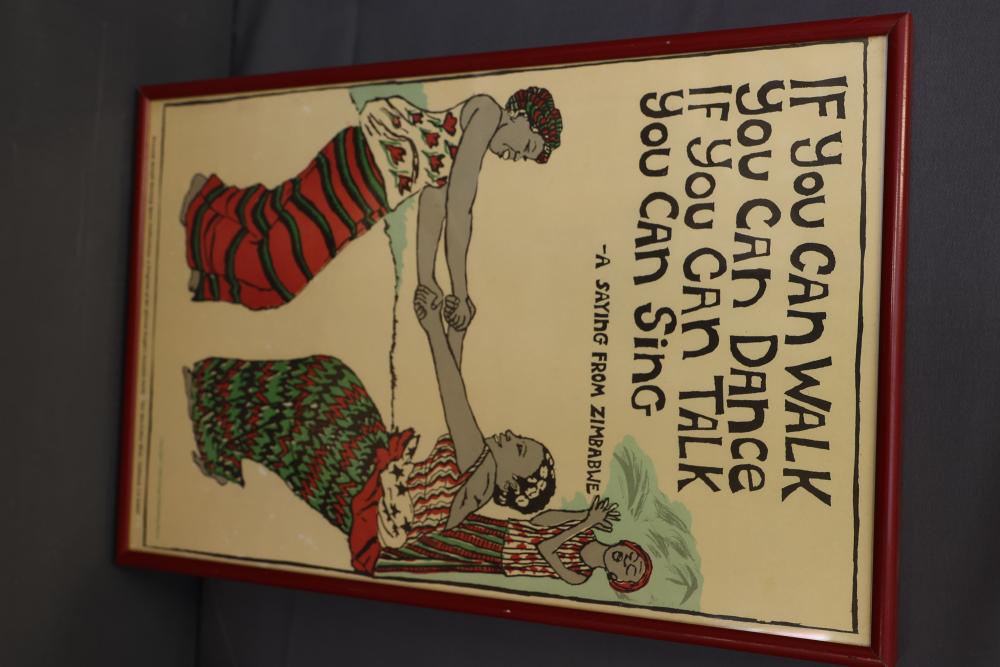 IF you CAn WALK
you CAn DAnce
IF you CAn TALK
you CAn Sing
-A SAYInG FROM ZIMBABWE